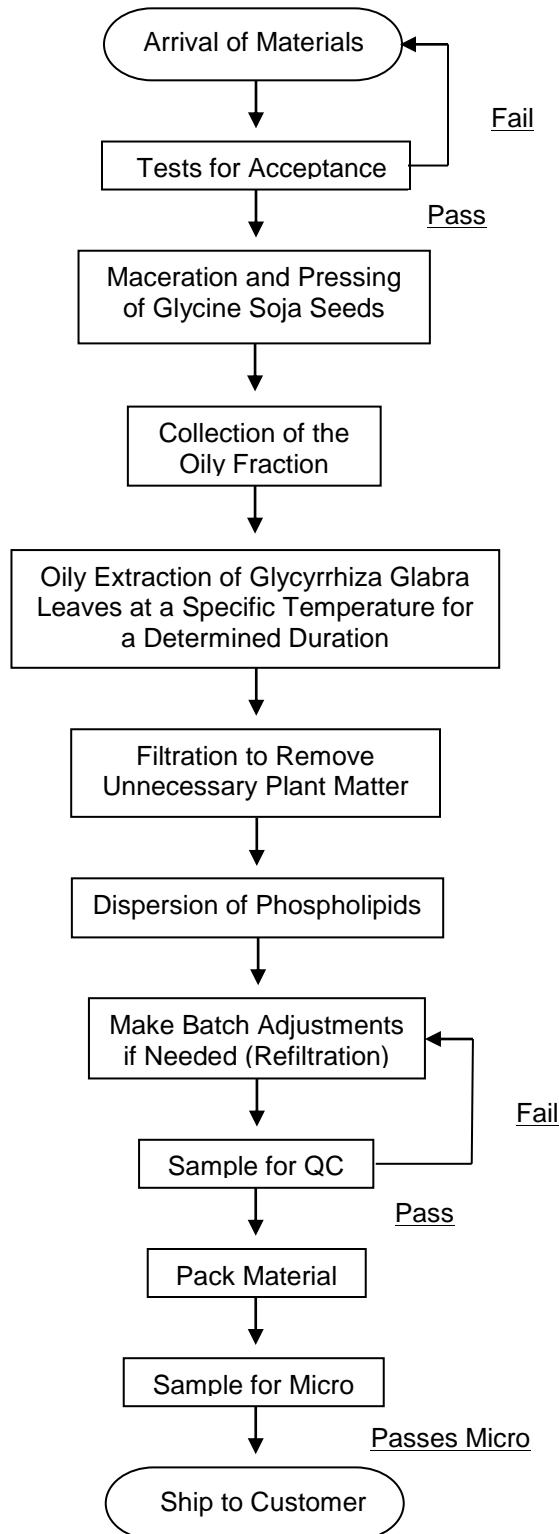 Arrival of Materials
Fail
Tests for Acceptance
Pass
Maceration and Pressing
of Glycine Soja Seeds
Collection of the
Oily Fraction
Oily Extraction of Glycyrrhiza Glabra
Leaves at a Specific Temperature for
a Determined Duration
Filtration to Remove
Unnecessary Plant Matter
Dispersion of Phospholipids
Make Batch Adjustments
if Needed (Refiltration)
Fail
Sample for QC
Pass
Pack Material
Sample for Micro
Passes Micro
Ship to Customer